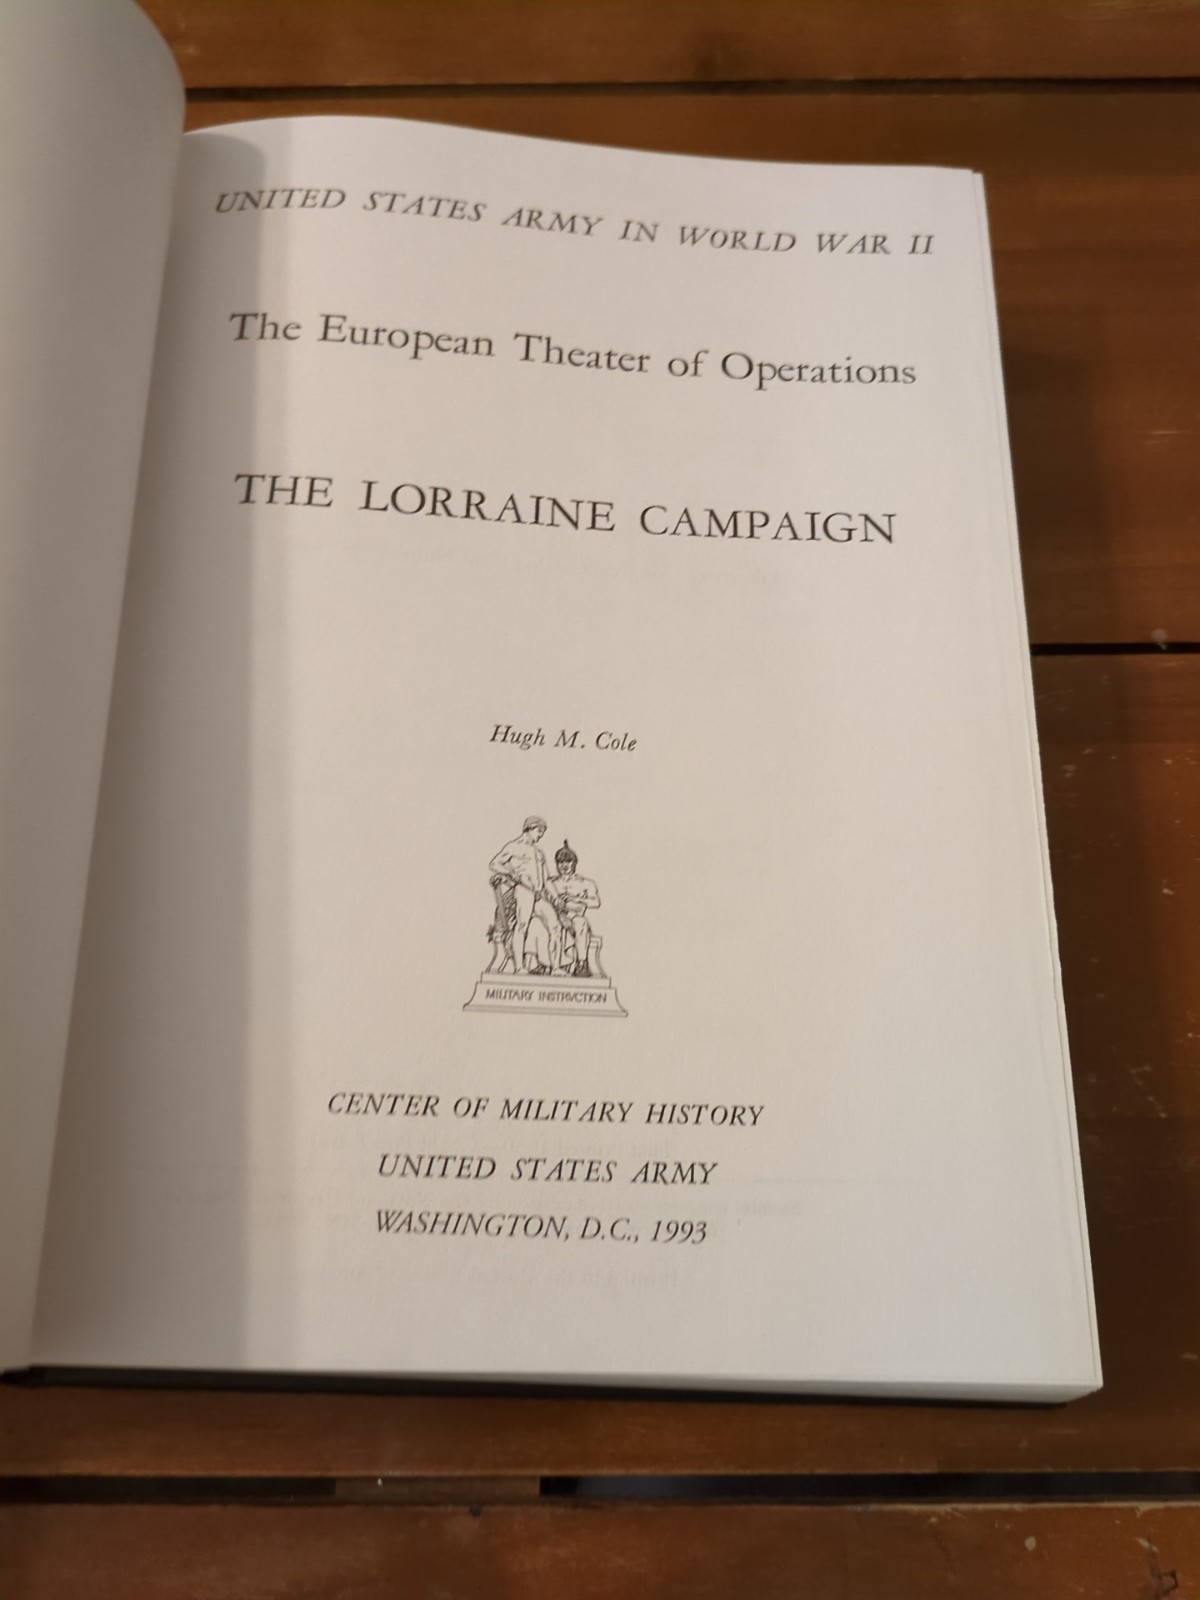 UNITED STATES ARMY IN WORLD WAR II
The European Theater of Operations
THE LORRAINE CAMPAIGN
Hugh M. Cole
MILITARY INSTRVCTION
CENTER OF MILITARY HISTORY
UNITED STATES ARMY
WASHINGTON, D.C., 1993